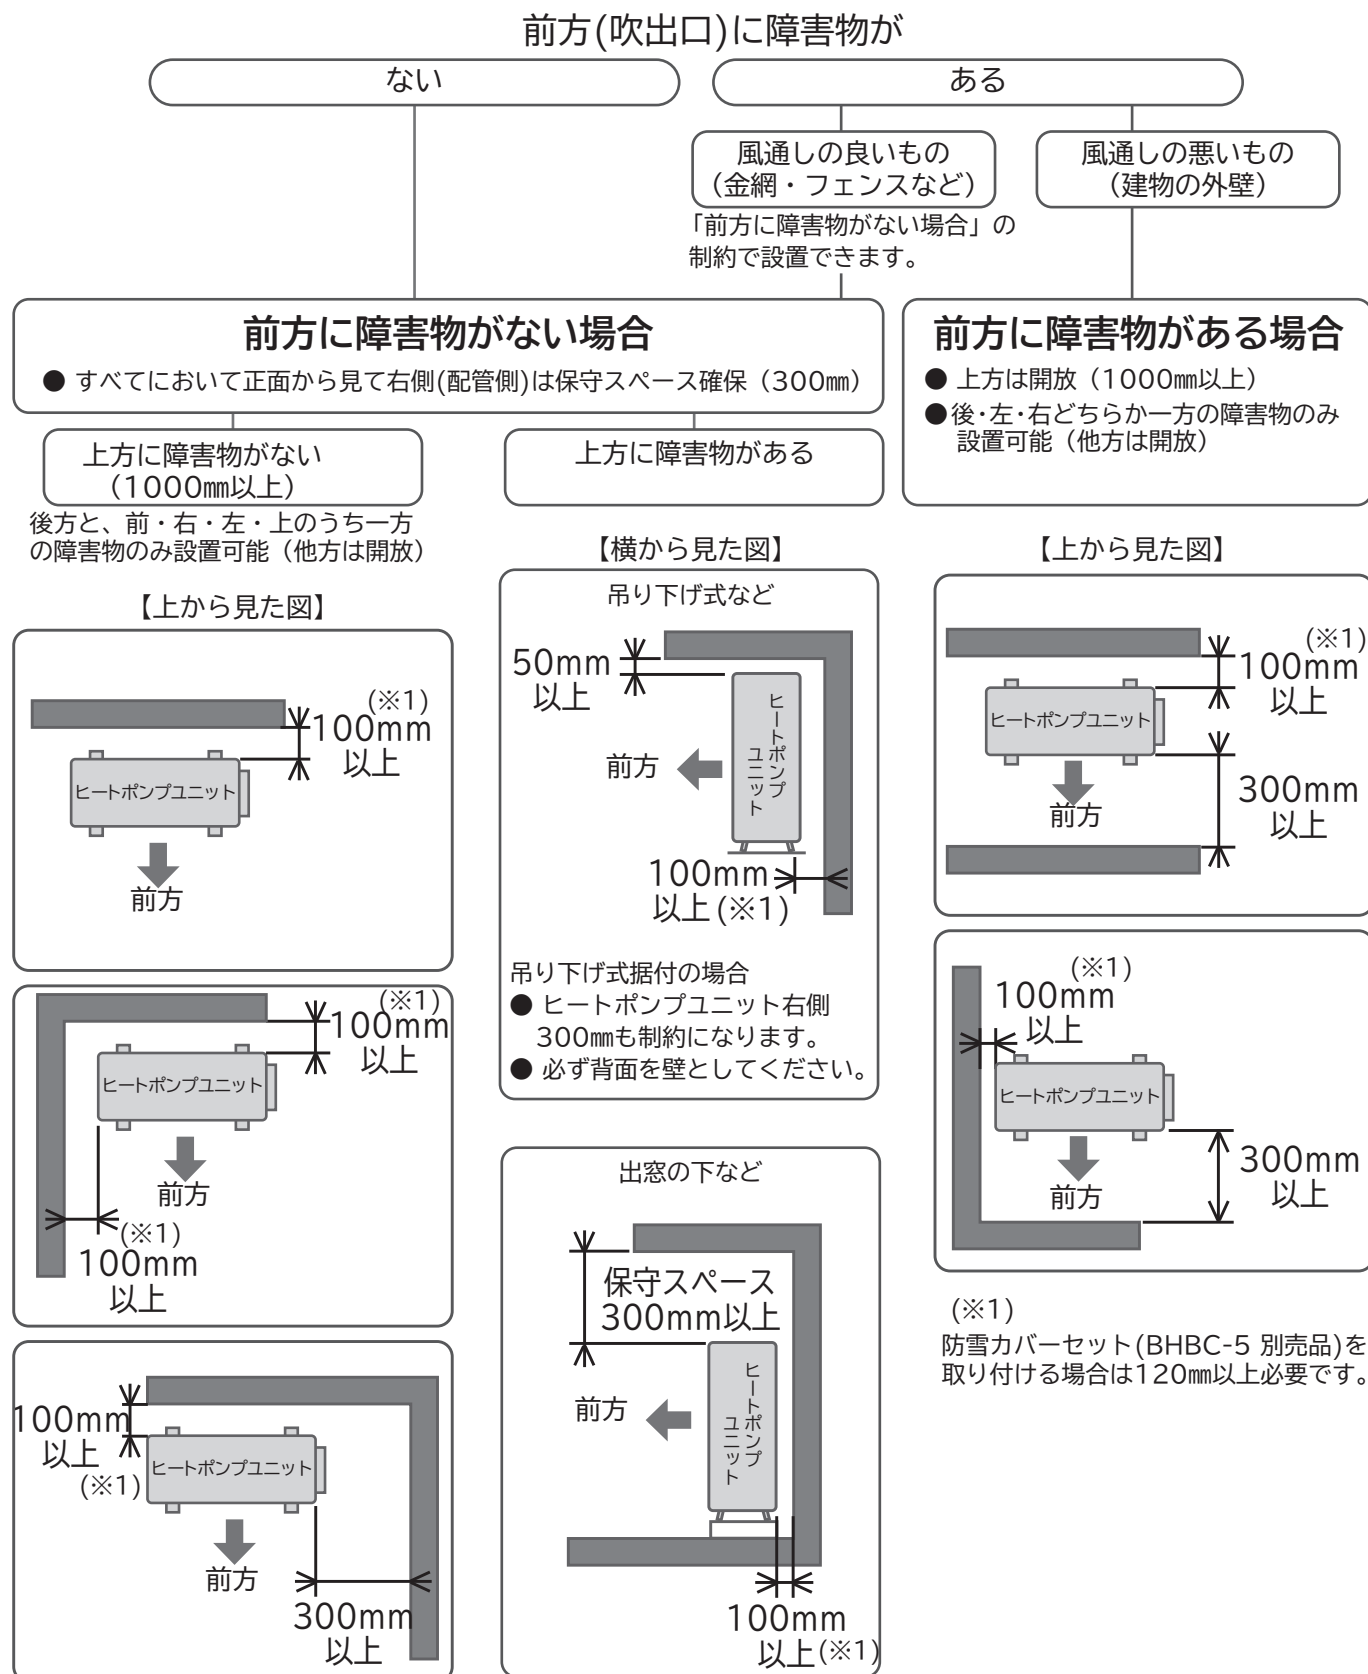 前方(吹出口)に障害物が
ない
ある
風通しの良いもの
（金網・フェンスなど）
風通しの悪いもの
（建物の外壁）
「前方に障害物がない場合」の
制約で設置できます。
前方に障害物がない場合
● すべてにおいて正面から見て右側(配管側)は保守スペース確保（300㎜）
前方に障害物がある場合
● 上方は開放（1000㎜以上）
●後・左・右どちらか一方の障害物のみ
設置可能（他方は開放）
上方に障害物がない
（1000㎜以上）
後方と、前・右・左・上のうち一方
の障害物のみ設置可能（他方は開放）
【上から見た図】
(※1)
100mm
以上
ヒートポンプユニット
前方
(※1)
100mm
以上
ヒートポンプユニット
前方
(※1)
100mm
以上
100mm
以上
(※1)
ヒートポンプユニット
前方
300mm
以上
上方に障害物がある
【横から見た図】
吊り下げ式など
50mm
以上
ヒートポンプ
ユニット
前方
100mm
以上(※1)
吊り下げ式据付の場合
● ヒートポンプユニット右側
300㎜も制約になります。
● 必ず背面を壁としてください。
出窓の下など
保守スペース
300mm以上
ヒートポンプ
ユニット
前方
100mm
以上(※1)
【上から見た図】
(※1)
100mm
以上
ヒートポンプユニット
前方
300mm
以上
(※1)
100mm
以上
ヒートポンプユニット
前方
300mm
以上
(※1)
防雪カバーセット(BHBC-5 別売品)を
取り付ける場合は120㎜以上必要です。